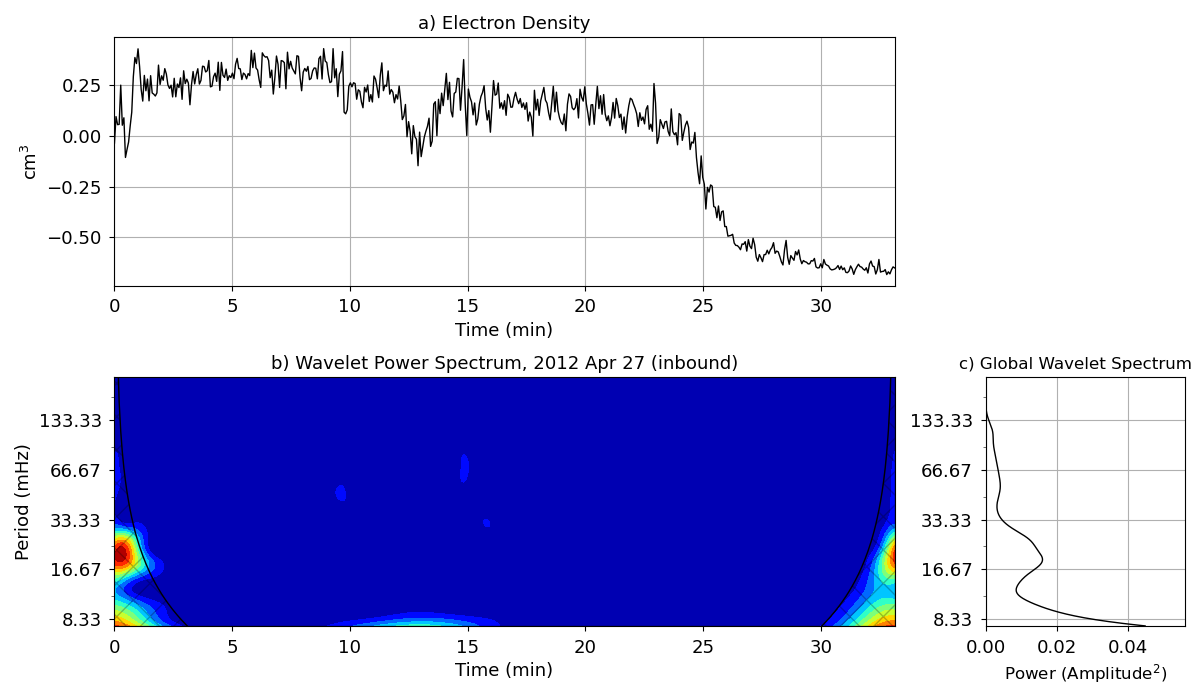 a) Electron Density
cm³
0.25
0.00
−0.25
−0.50
0 5 10 15 20 25 30
Time (min)
b) Wavelet Power Spectrum, 2012 Apr 27 (inbound)
Period (mHz)
133.33
66.67
33.33
16.67
8.33
0 5 10 15 20 25 30
Time (min)
c) Global Wavelet Spectrum
133.33
66.67
33.33
16.67
8.33
0.00 0.02 0.04
Power (Amplitude²)